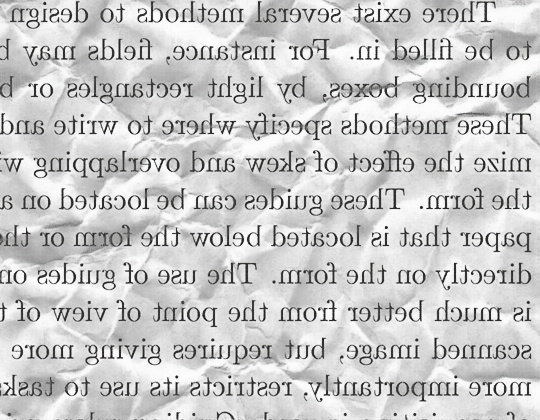 There exist several methods to design
to be filled in. For instance, fields may b
bounding boxes, by light rectangles or b
These methods specify where to write and
mize the effect of skew and overlapping wi
the form. These guides can be located on a
paper that is located below the form or the
directly on the form. The use of guides on
is much better from the point of view of t
scanned image, but requires giving more
more importantly, restricts its use to tasks